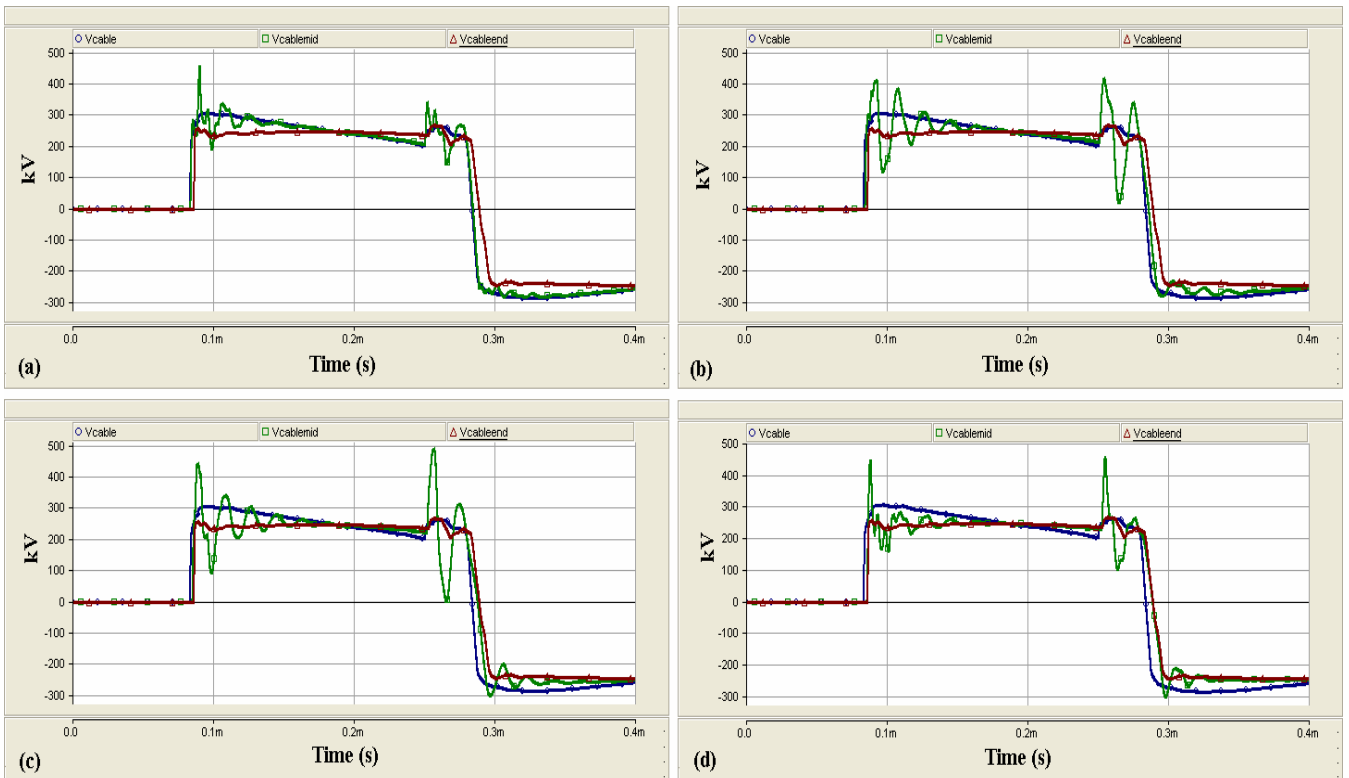 Vcable Vcablemid Vcableend
500
400
300
200
100
0
-100
-200
-300
kV
0.0 0.1m 0.2m 0.3m 0.4m
(a) Time (s)
Vcable Vcablemid Vcableend
500
400
300
200
100
0
-100
-200
-300
kV
0.0 0.1m 0.2m 0.3m 0.4m
(b) Time (s)
Vcable Vcablemid Vcableend
500
400
300
200
100
0
-100
-200
-300
kV
0.0 0.1m 0.2m 0.3m 0.4m
(c) Time (s)
Vcable Vcablemid Vcableend
500
400
300
200
100
0
-100
-200
-300
kV
0.0 0.1m 0.2m 0.3m 0.4m
(d) Time (s)